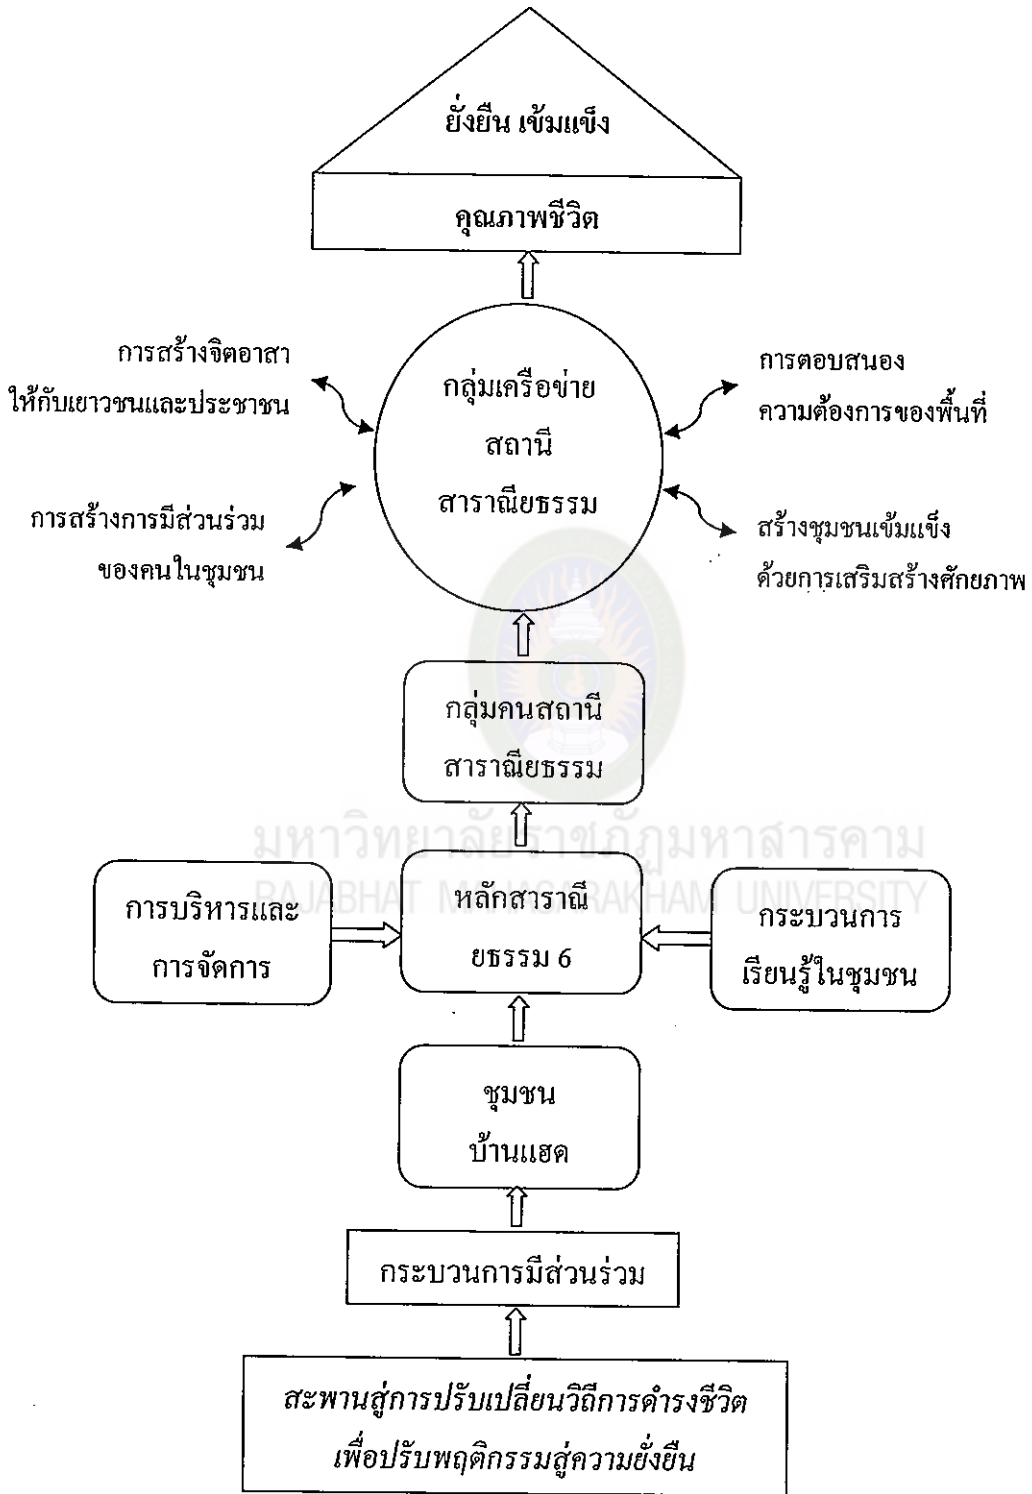 ยั่งยืน เข้มแข็ง
คุณภาพชีวิต
การสร้างจิตอาสา
ให้กับเยาวชนและประชาชน
กลุ่มเครือข่าย
สถานี
สาราณียธรรม
การตอบสนอง
ความต้องการของพื้นที่
การสร้างการมีส่วนร่วม
ของคนในชุมชน
สร้างชุมชนเข้มแข็ง
ด้วยการเสริมสร้างศักยภาพ
กลุ่มคนสถานี
สาราณียธรรม
มหาวิทยาลัยราชภัฏมหาสารคาม
RAJABHAT MAHASARAKHAM UNIVERSITY
การบริหารและ
การจัดการ
หลักสาราณี
ยธรรม 6
กระบวนการ
เรียนรู้ในชุมชน
ชุมชน
บ้านแฮด
กระบวนการมีส่วนร่วม
สะพานสู่การปรับเปลี่ยนวิถีการดำรงชีวิต
เพื่อปรับพฤติกรรมสู่ความยั่งยืน